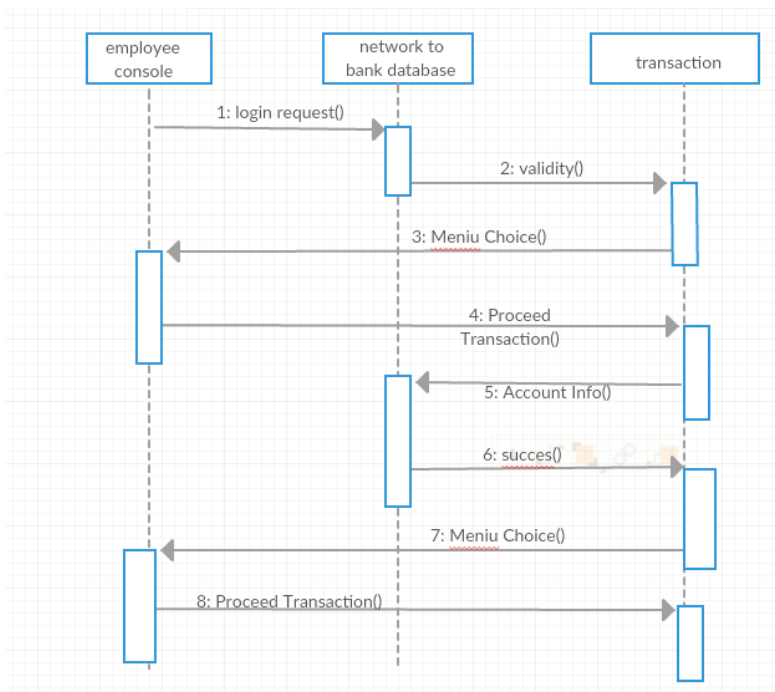 employee
console
network to
bank database
transaction
1: login request()
2: validity()
3: Meniu Choice()
4: Proceed
Transaction()
5: Account Info()
6: succes()
7: Meniu Choice()
8: Proceed Transaction()